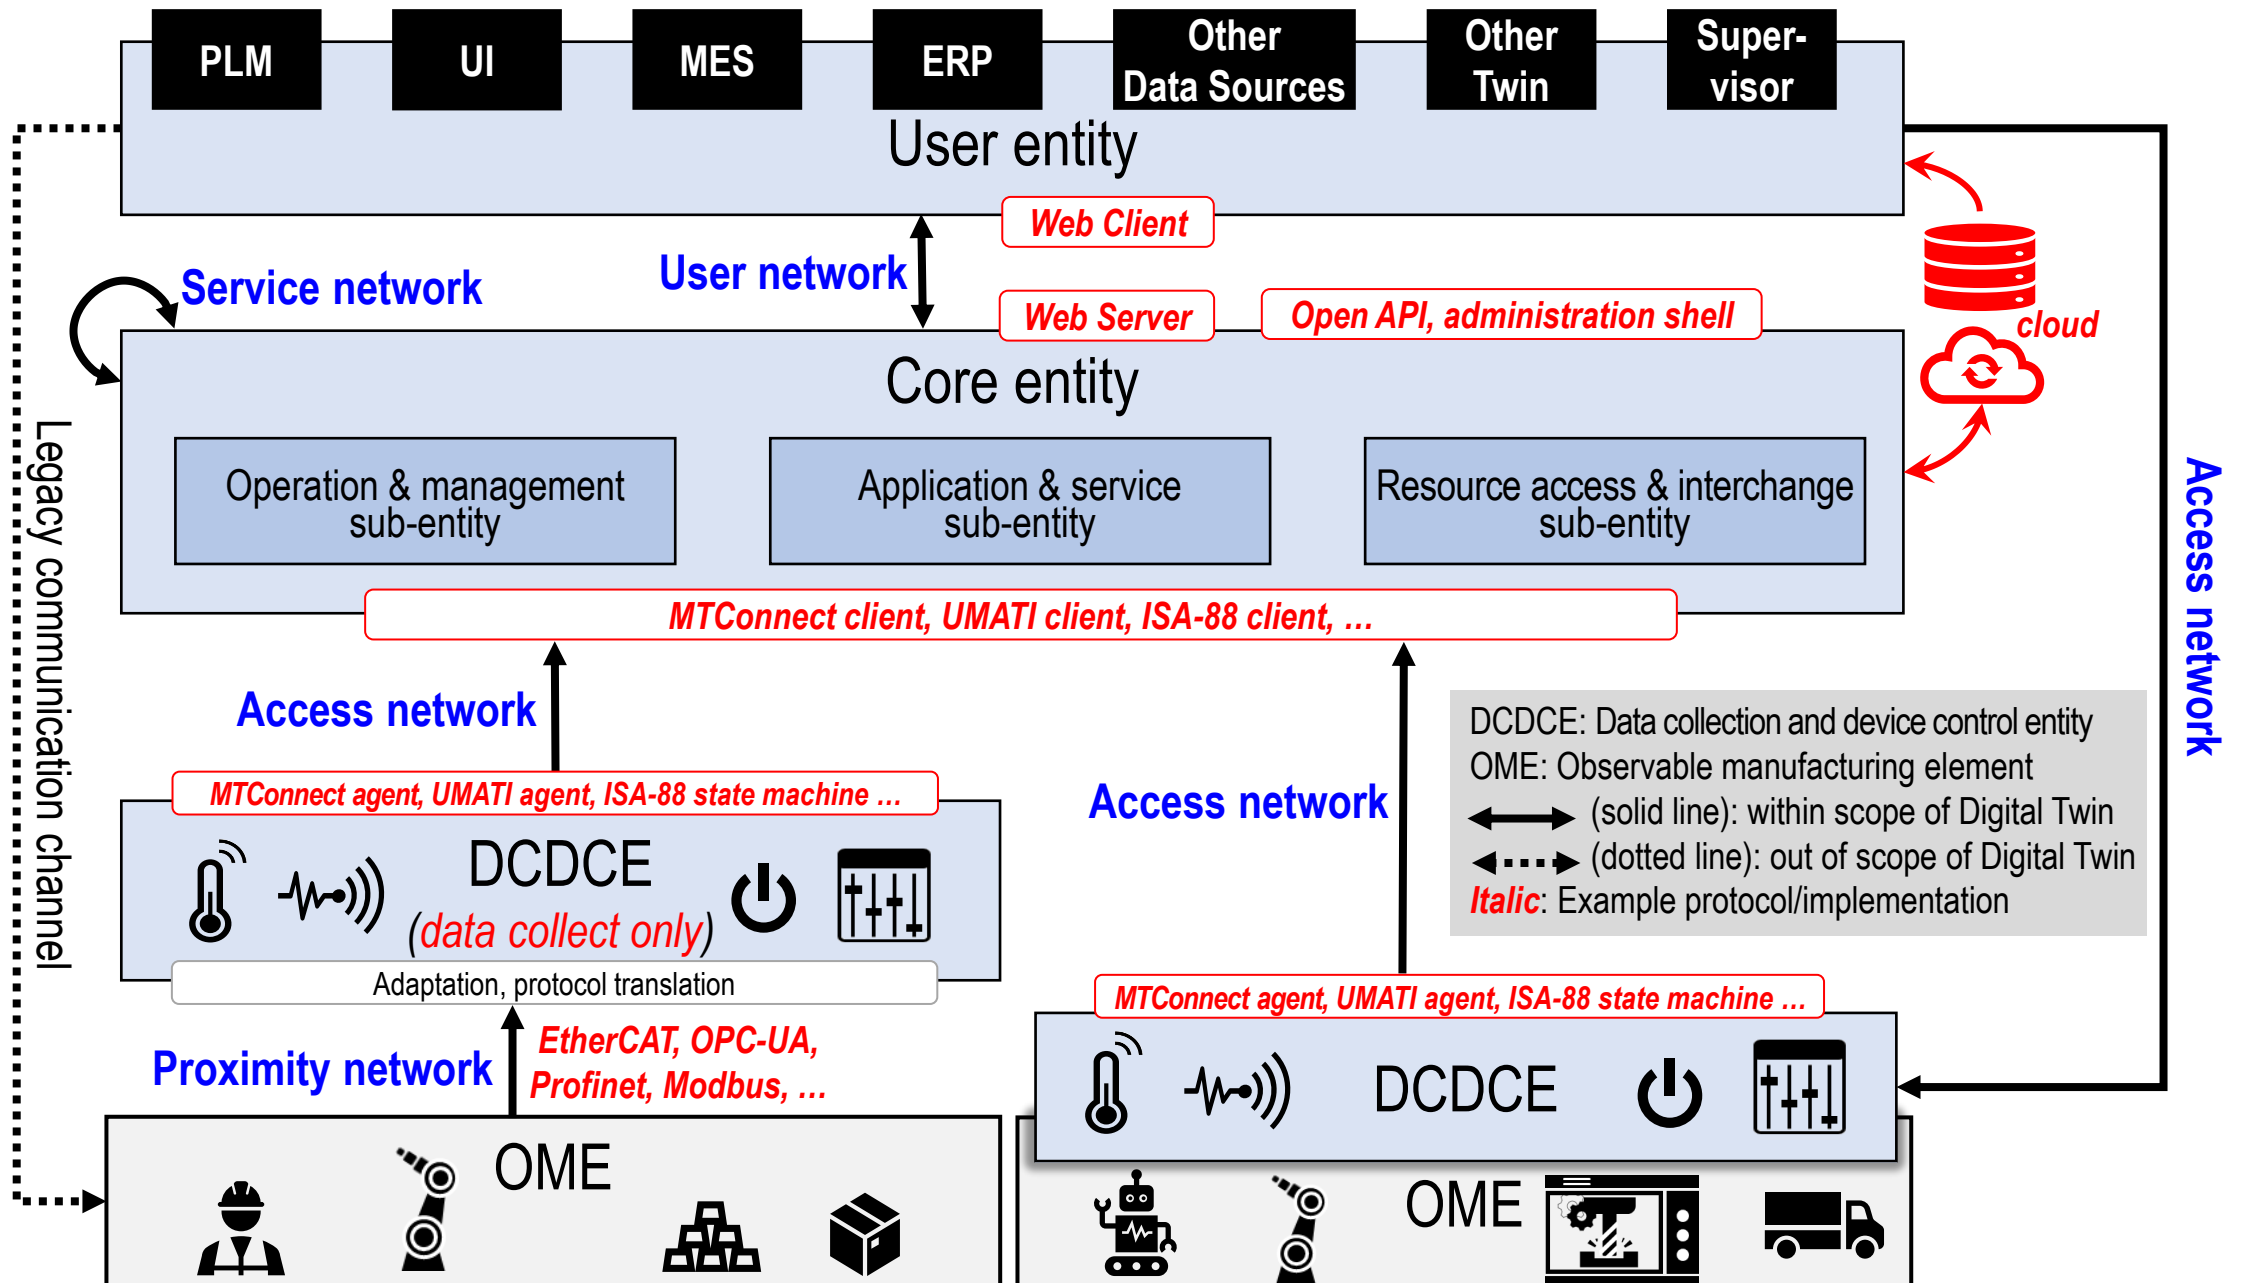 PLM
UI
MES
ERP
Other
Data Sources
Other
Twin
Super-
visor
User entity
Web Client
Service network
User network
Web Server
Open API, administration shell
cloud
Core entity
Operation & management
sub-entity
Application & service
sub-entity
Resource access & interchange
sub-entity
MTConnect client, UMATI client, ISA-88 client, …
Legacy communication channel
Access network
Access network
Access network
DCDCE: Data collection and device control entity
OME: Observable manufacturing element
(solid line): within scope of Digital Twin
(dotted line): out of scope of Digital Twin
Italic: Example protocol/implementation
MTConnect agent, UMATI agent, ISA-88 state machine …
DCDCE
(data collect only)
Adaptation, protocol translation
Proximity network
EtherCAT, OPC-UA,
Profinet, Modbus, …
OME
MTConnect agent, UMATI agent, ISA-88 state machine …
DCDCE
OME